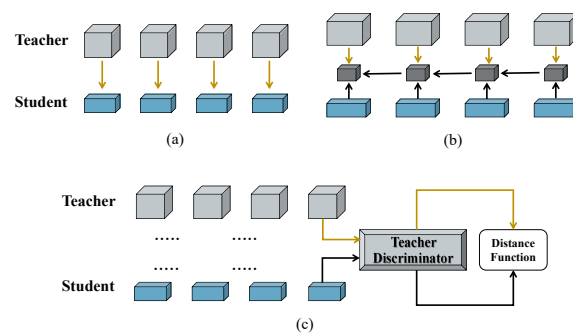 Teacher
Student
(a)
(b)
Teacher
.....
.....
...
...
Student
Teacher
Discriminator
Distance
Function
(c)